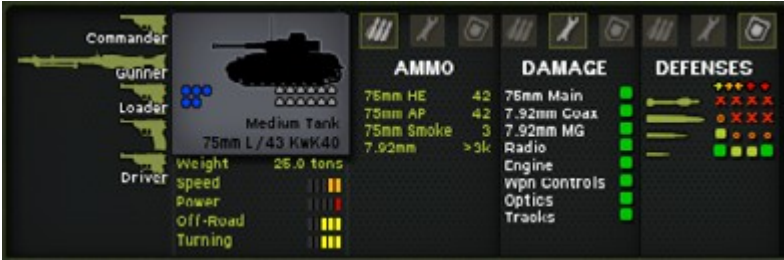 Commander
Gunner
Loader
Driver
Medium Tank
75mm L/43 KwK40
Weight 25.0 tons
Speed
Power
Off-Road
Turning
AMMO
75mm HE 42
75mm AP 42
75mm Smoke 3
7.92mm >3k
DAMAGE
75mm Main
7.92mm Coax
7.92mm MG
Radio
Engine
Wpn Controls
Optics
Tracks
DEFENSES